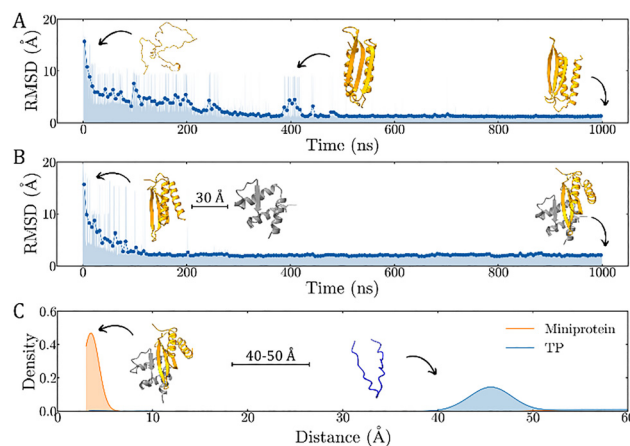 A
RMSD (Å)
20
10
0
0 200 400 600 800 1000
Time (ns)
B
RMSD (Å)
20
10
0
30 Å
0 200 400 600 800 1000
Time (ns)
C
Density
0.6
0.4
0.2
0.0
Miniprotein
TP
40-50 Å
0 10 20 30 40 50 60
Distance (Å)